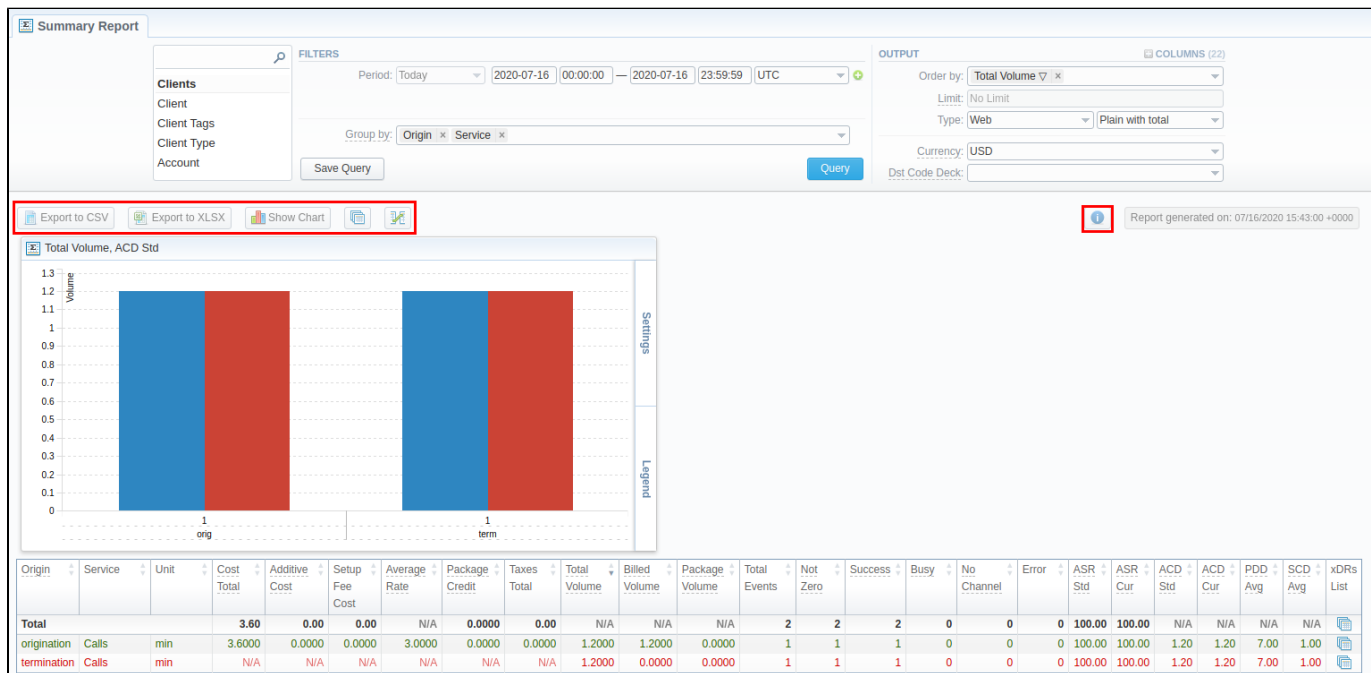 Summary Report
Clients
Client
Client Tags
Client Type
Account
FILTERS
Period: Today 2020-07-16 00:00:00 — 2020-07-16 23:59:59 UTC
Group by: Origin × Service ×
Save Query Query
OUTPUT COLUMNS (22)
Order by: Total Volume ▽ ×
Limit: No Limit
Type: Web Plain with total
Currency: USD
Dst Code Deck:
Export to CSV Export to XLSX Show Chart Report generated on: 07/16/2020 15:43:00 +0000
Total Volume, ACD Std
Volume
1.3
1.2
1.1
1
0.9
0.8
0.7
0.6
0.5
0.4
0.3
0.2
0.1
0
1 1
orig term
Settings
Legend
Origin Service Unit Cost Total Additive Cost Setup Fee Cost Average Rate Package Credit Taxes Total Total Volume Billed Volume Package Volume Total Events Not Zero Success Busy No Channel Error ASR Std ASR Cur ACD Std ACD Cur PDD Avg SCD Avg xDRs List
Total 3.60 0.00 0.00 N/A 0.0000 0.00 N/A N/A N/A 2 2 2 0 0 0 100.00 100.00 N/A N/A N/A N/A
origination Calls min 3.6000 0.0000 0.0000 3.0000 0.0000 0.0000 1.2000 1.2000 0.0000 1 1 1 0 0 0 100.00 100.00 1.20 1.20 7.00 1.00
termination Calls min N/A N/A N/A N/A N/A N/A 1.2000 0.0000 0.0000 1 1 1 0 0 0 100.00 100.00 1.20 1.20 7.00 1.00